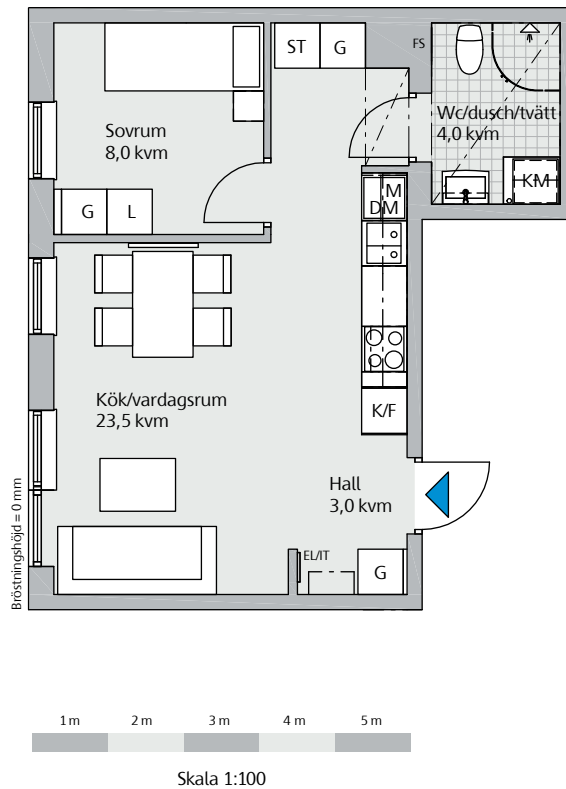 ST
G
FS
Sovrum
8,0 kvm
Wc/dusch/tvätt
4,0 kvm
KM
G
L
M
DM
Kök/vardagsrum
23,5 kvm
K/F
Hall
3,0 kvm
Bröstningshöjd = 0 mm
EL/IT
G
1 m
2 m
3 m
4 m
5 m
Skala 1:100